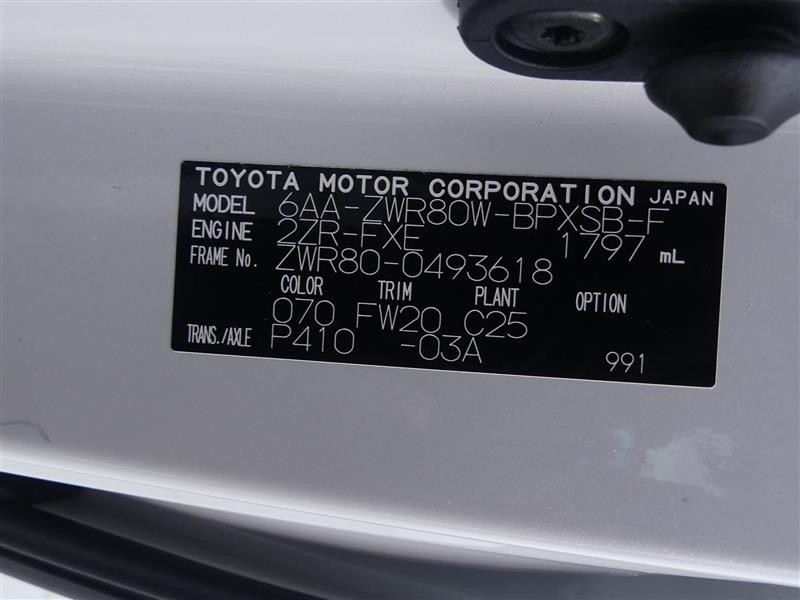 TOYOTA MOTOR CORPORATION JAPAN
MODEL 6AA-ZWR80W-BPXSB-F
ENGINE 2ZR-FXE 1797 mL
FRAME No. ZWR80-0493618
COLOR TRIM PLANT OPTION
070 FW20 C25
TRANS./AXLE P410 -03A 991